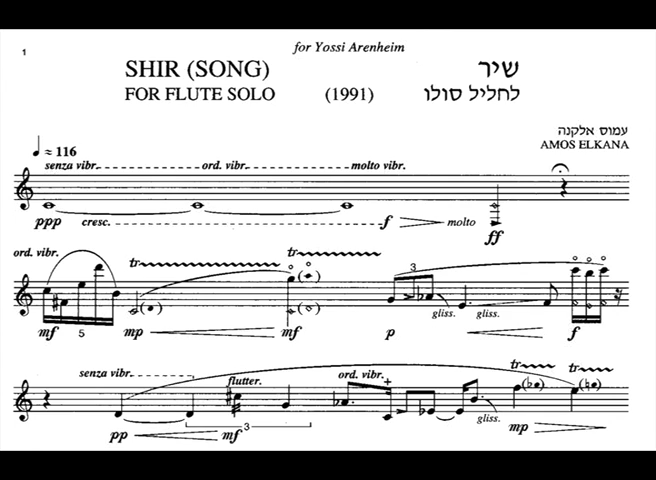 for Yossi Arenheim
1
SHIR (SONG) שיר
FOR FLUTE SOLO (1991) לחליל סולו
עמוס אלקנה
AMOS ELKANA
♩ ≈ 116
senza vibr. ord. vibr. molto vibr.
ppp cresc. f molto ff
ord. vibr. tr tr
3
gliss. gliss.
mf 5 mp mf p f
senza vibr. flutter. ord. vibr. + tr tr
gliss.
pp mf 3 mp